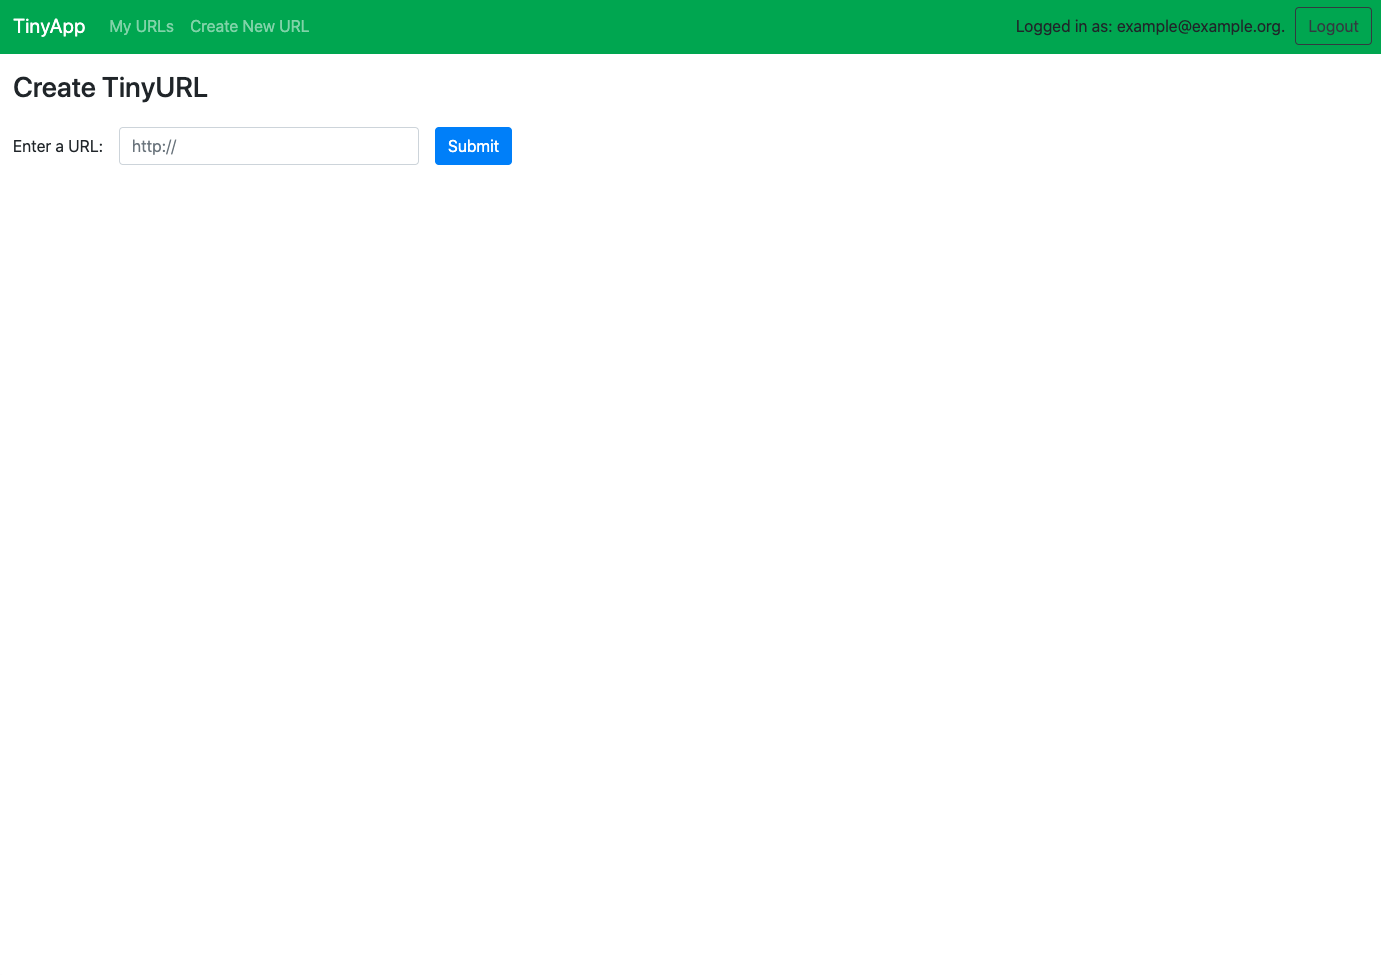 TinyApp My URLs Create New URL Logged in as: example@example.org. Logout
Create TinyURL
Enter a URL: http:// Submit